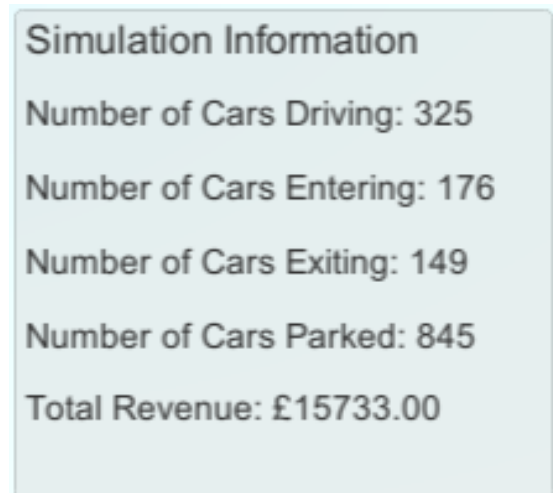 Simulation Information
Number of Cars Driving: 325
Number of Cars Entering: 176
Number of Cars Exiting: 149
Number of Cars Parked: 845
Total Revenue: £15733.00